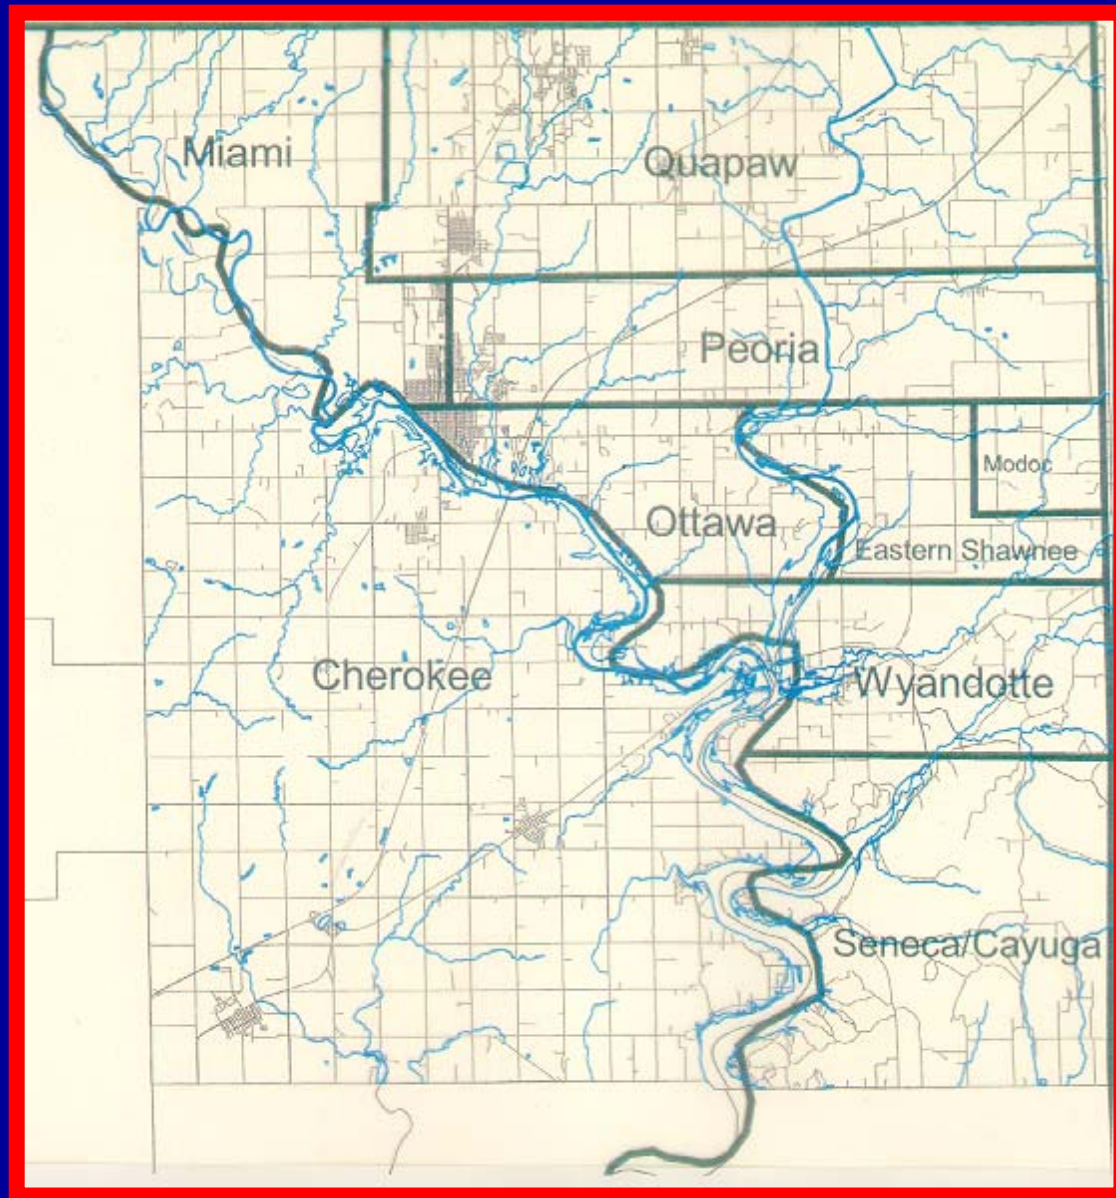 Miami
Quapaw
Peoria
Modoc
Ottawa
Eastern Shawnee
Cherokee
Wyandotte
Seneca/Cayuga